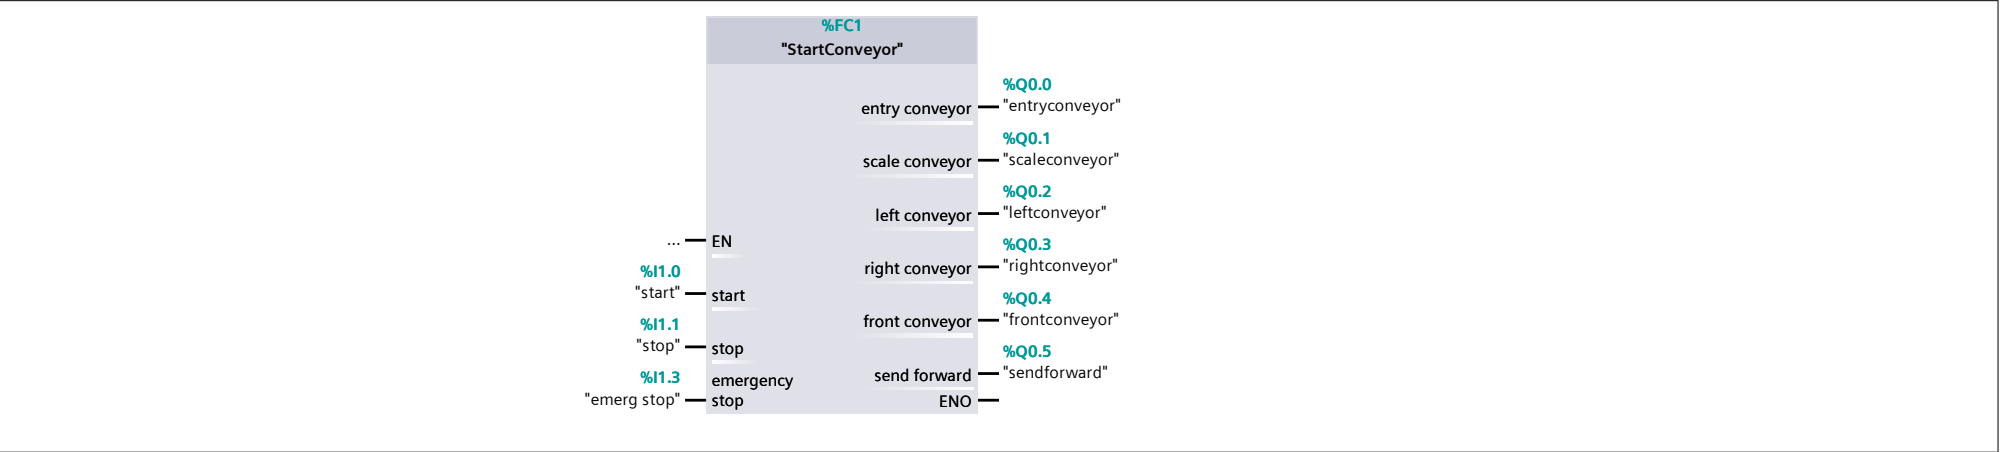 %FC1
"StartConveyor"
%Q0.0
entry conveyor
"entryconveyor"
%Q0.1
scale conveyor
"scaleconveyor"
%Q0.2
left conveyor
"leftconveyor"
...
EN
%Q0.3
right conveyor
"rightconveyor"
%I1.0
"start"
start
%Q0.4
front conveyor
"frontconveyor"
%I1.1
"stop"
stop
%Q0.5
send forward
"sendforward"
%I1.3
"emerg stop"
emergency
stop
ENO